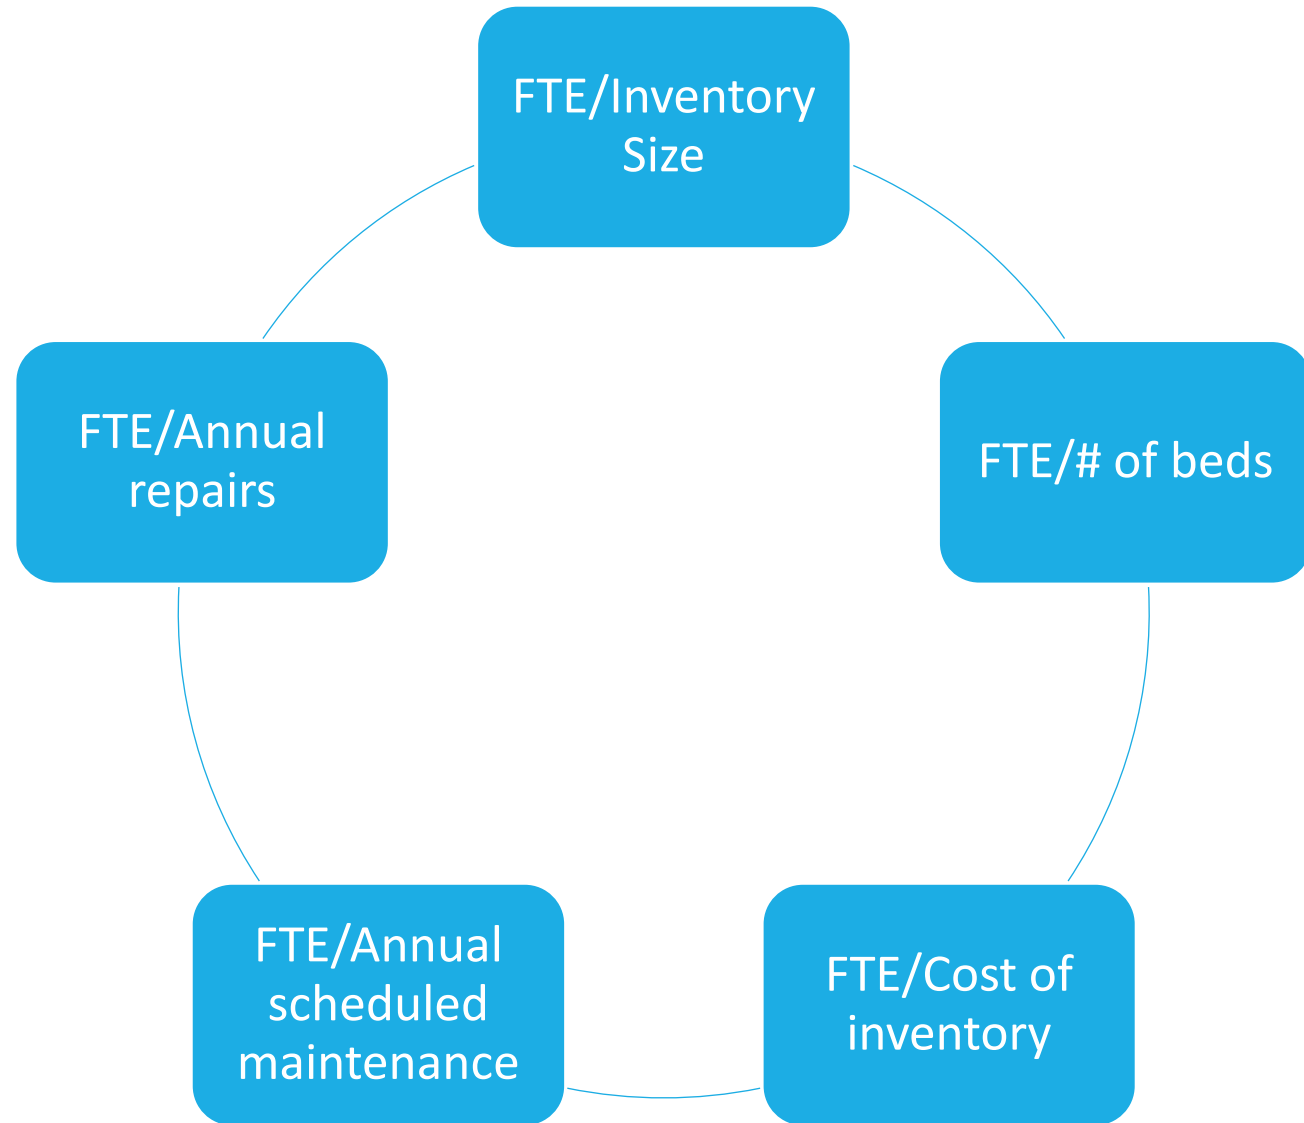 FTE/Inventory
Size
FTE/# of beds
FTE/Cost of
inventory
FTE/Annual
scheduled
maintenance
FTE/Annual
repairs